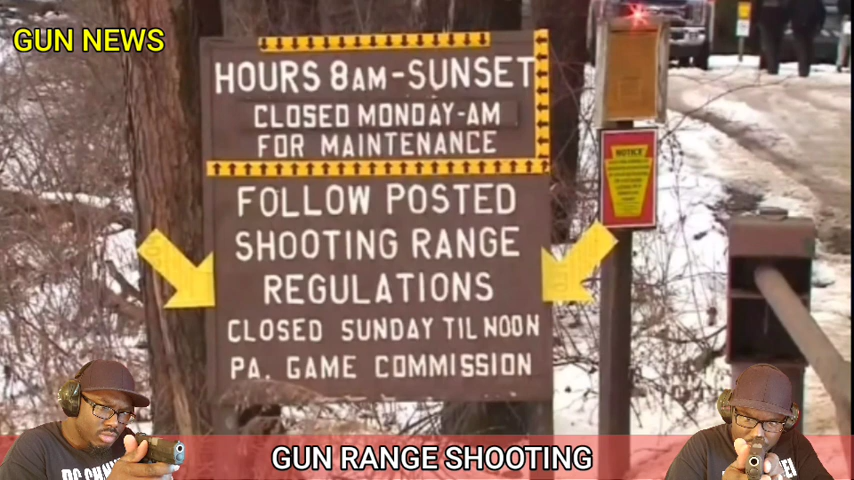 GUN NEWS
HOURS 8AM-SUNSET
CLOSED MONDAY-AM
FOR MAINTENANCE
FOLLOW POSTED
SHOOTING RANGE
REGULATIONS
CLOSED SUNDAY TIL NOON
PA. GAME COMMISSION
NOTICE
GUN RANGE SHOOTING